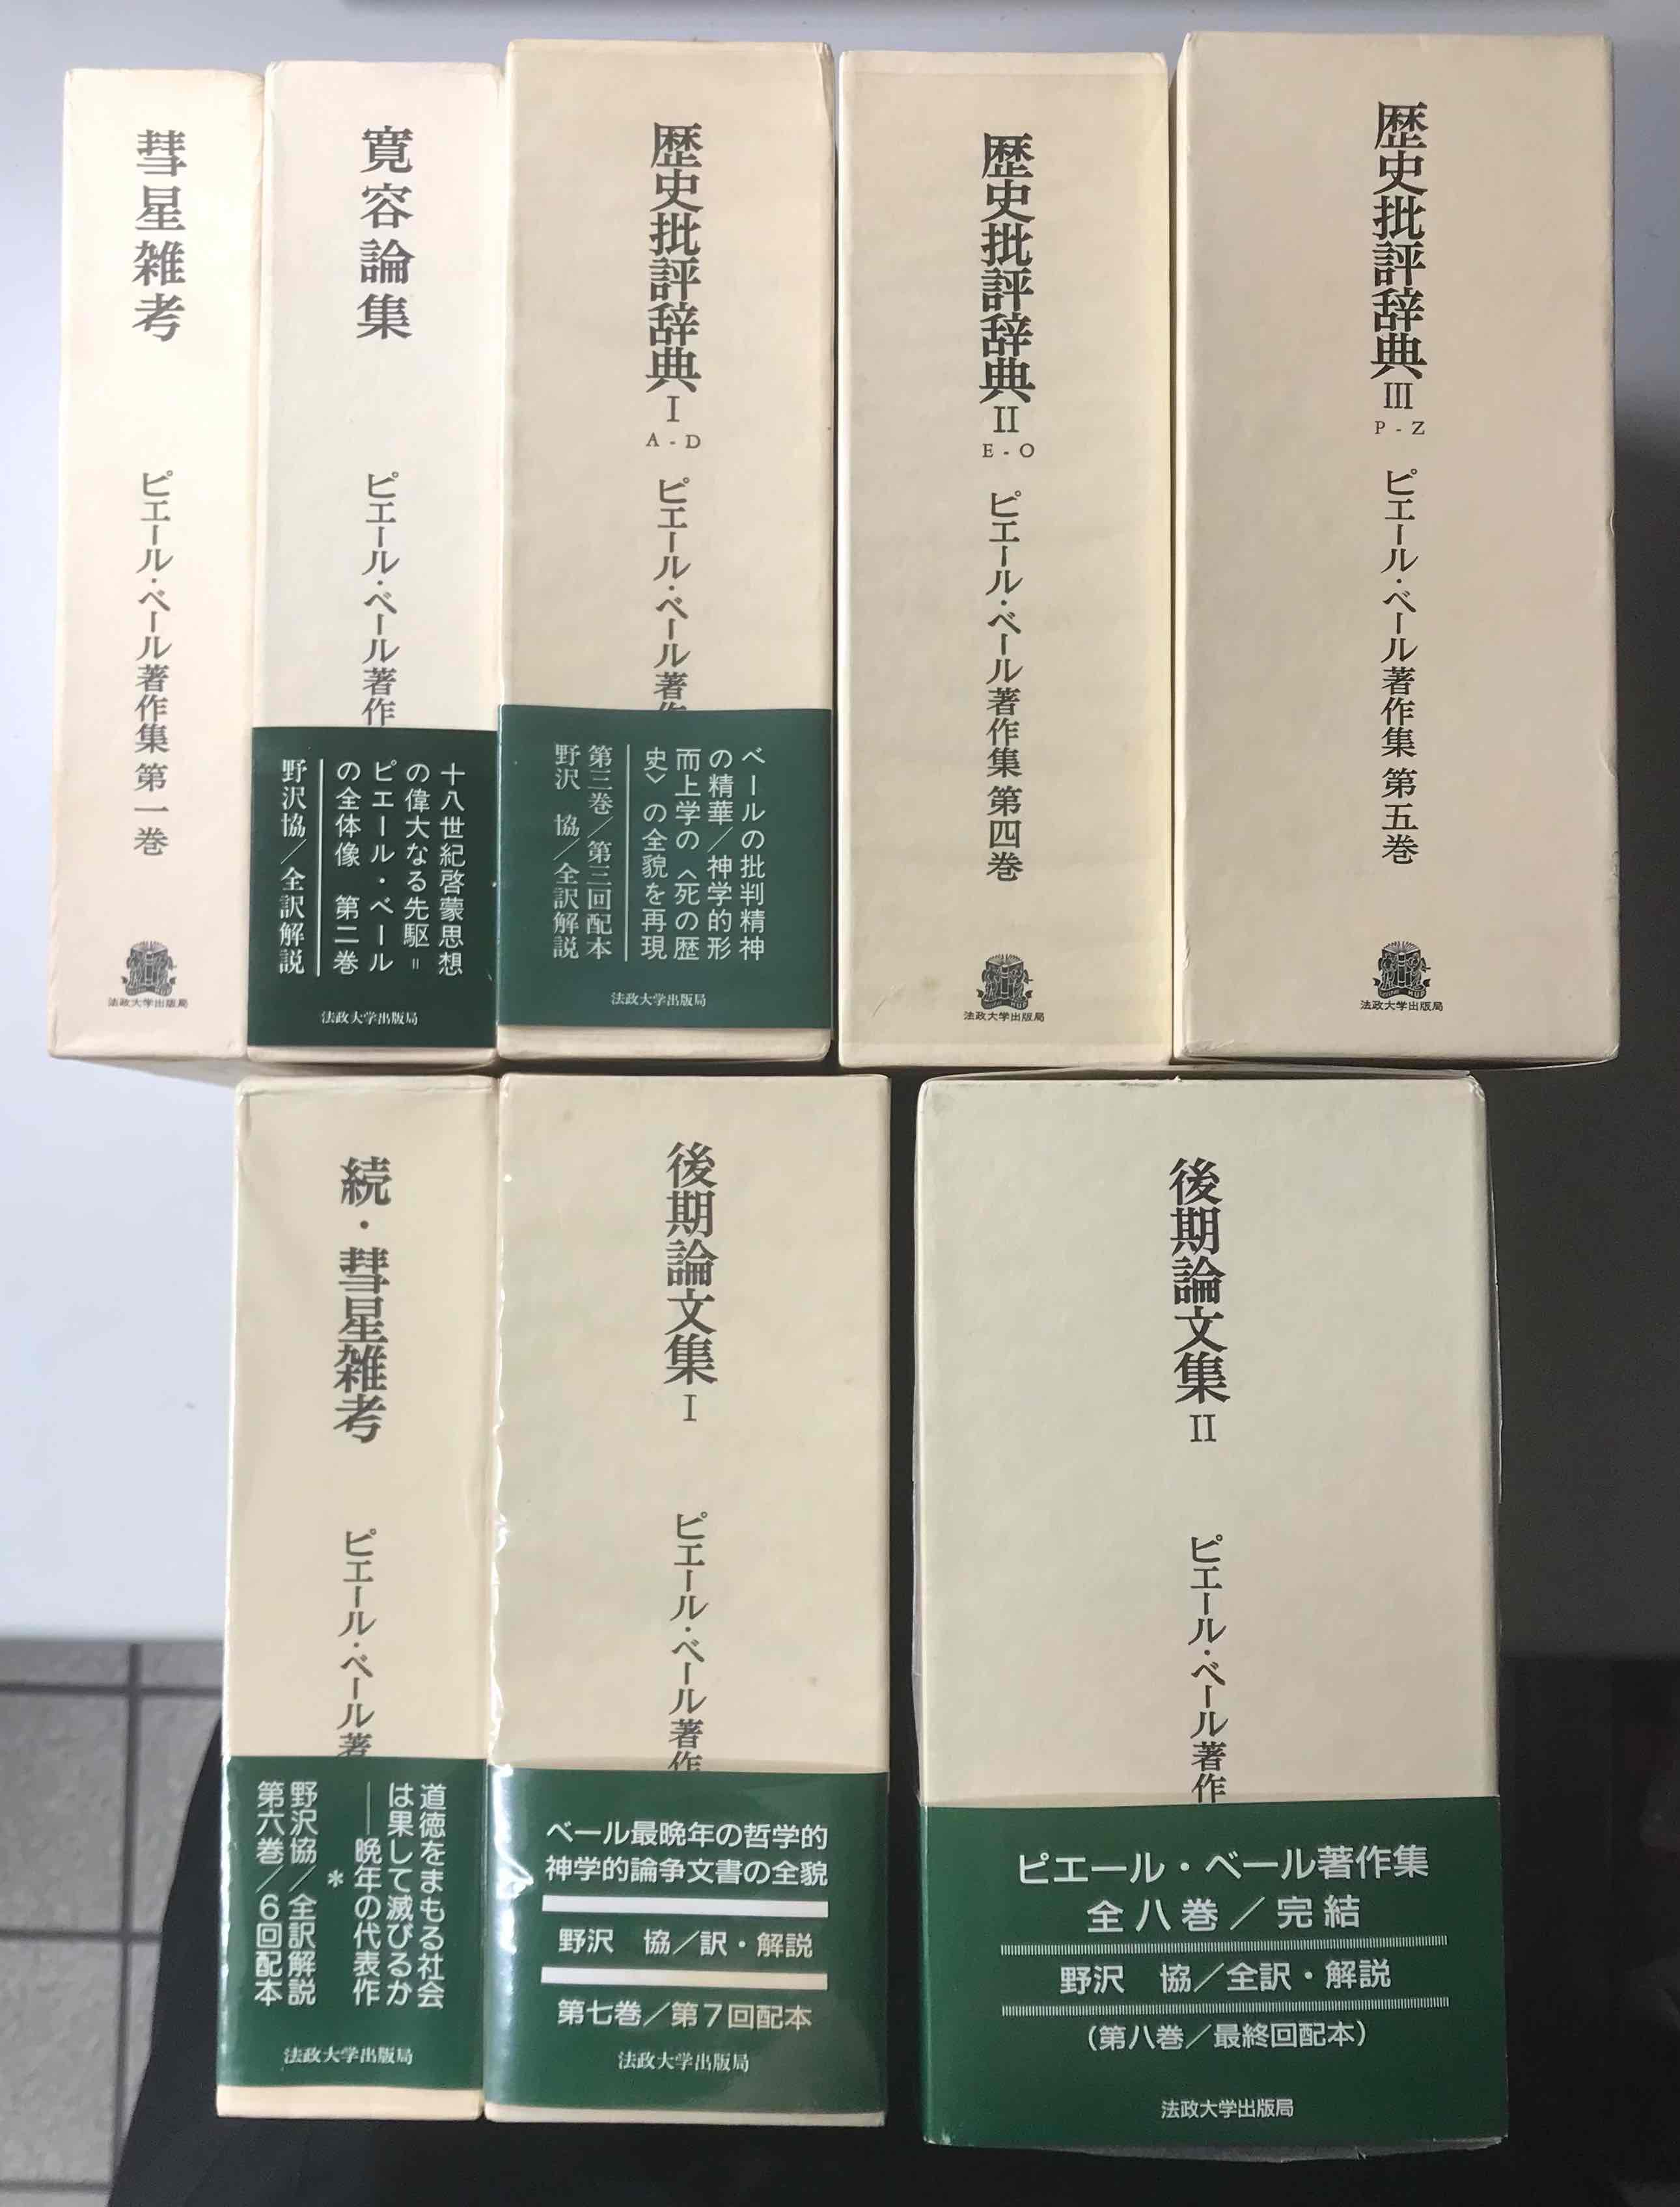 彗星雑考
ピエール・ベール著作集 第一巻
法政大学出版局
寛容論集
ピエール・ベール著作
十八世紀啓蒙思想
の偉大なる先駆=
ピエール・ベール
の全体像 第二巻
野沢協/全訳解説
法政大学出版局
歴史批評辞典 I
A - D
ピエール・ベール著作
ベールの批判精神
の精華/神学的形
而上学の〈死の歴
史〉の全貌を再現
第三巻/第三回配本
野沢 協/全訳解説
法政大学出版局
歴史批評辞典 II
E - O
ピエール・ベール著作集 第四巻
法政大学出版局
歴史批評辞典 III
P - Z
ピエール・ベール著作集 第五巻
法政大学出版局
続・彗星雑考
ピエール・ベール著
道徳をまもる社会
は果して滅びるか
——晩年の代表作
*
野沢協/全訳解説
第六巻/6回配本
法政大学出版局
後期論文集 I
ピエール・ベール著作
ベール最晩年の哲学的
神学的論争文書の全貌
野沢 協/訳・解説
第七巻/第7回配本
法政大学出版局
後期論文集 II
ピエール・ベール著作
ピエール・ベール著作集
全八巻/完結
野沢 協/全訳・解説
(第八巻/最終回配本)
法政大学出版局